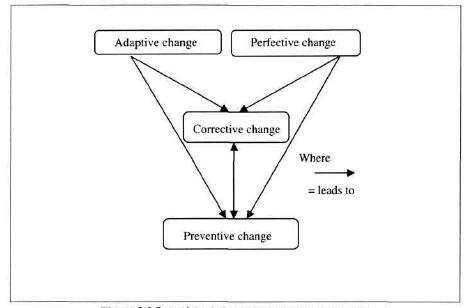 Adaptive change
Perfective change
Corrective change
Where
= leads to
Preventive change